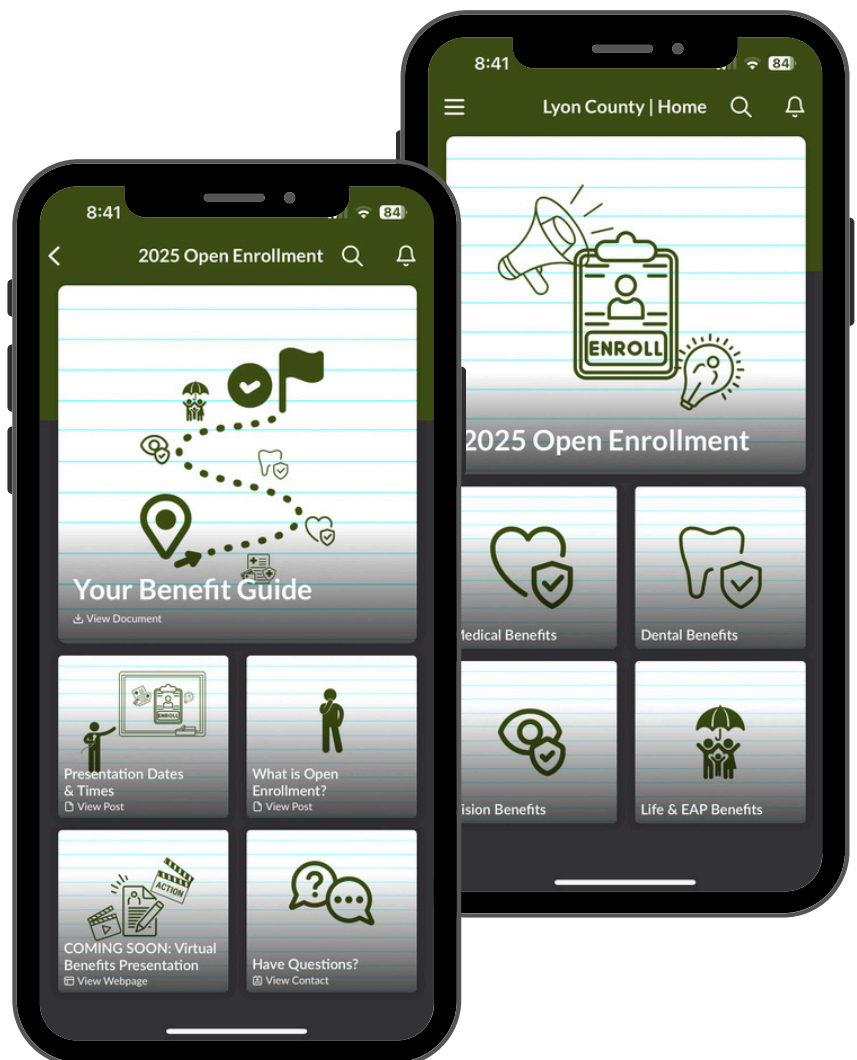 8:41
84
2025 Open Enrollment
Your Benefit Guide
View Document
ENROLL
Presentation Dates
& Times
View Post
What is Open
Enrollment?
View Post
ACTION
COMING SOON: Virtual
Benefits Presentation
View Webpage
Have Questions?
View Contact
8:41
84
Lyon County | Home
ENROLL
2025 Open Enrollment
Medical Benefits
Dental Benefits
ision Benefits
Life & EAP Benefits